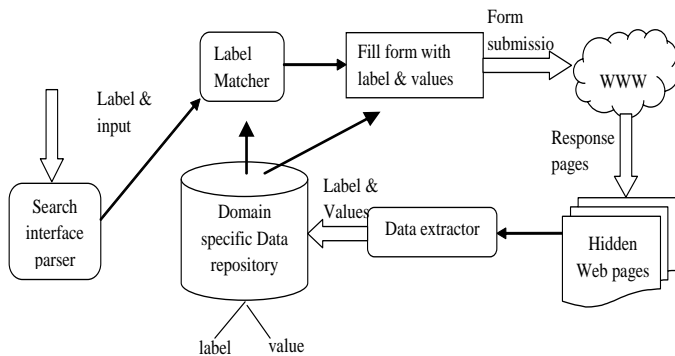 Form
submissio
Label
Matcher
Fill form with
label & values
WWW
Label &
input
Response
pages
Search
interface
parser
Domain
specific Data
repository
Label &
Values
Data extractor
Hidden
Web pages
label
value